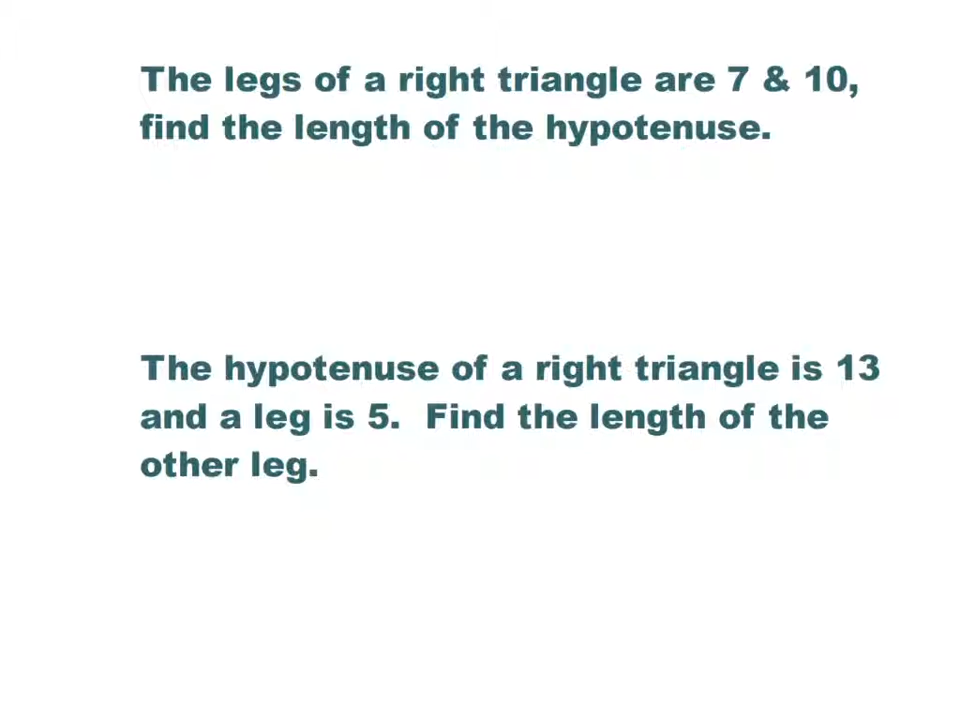 The legs of a right triangle are 7 & 10,
find the length of the hypotenuse.
The hypotenuse of a right triangle is 13
and a leg is 5.  Find the length of the
other leg.